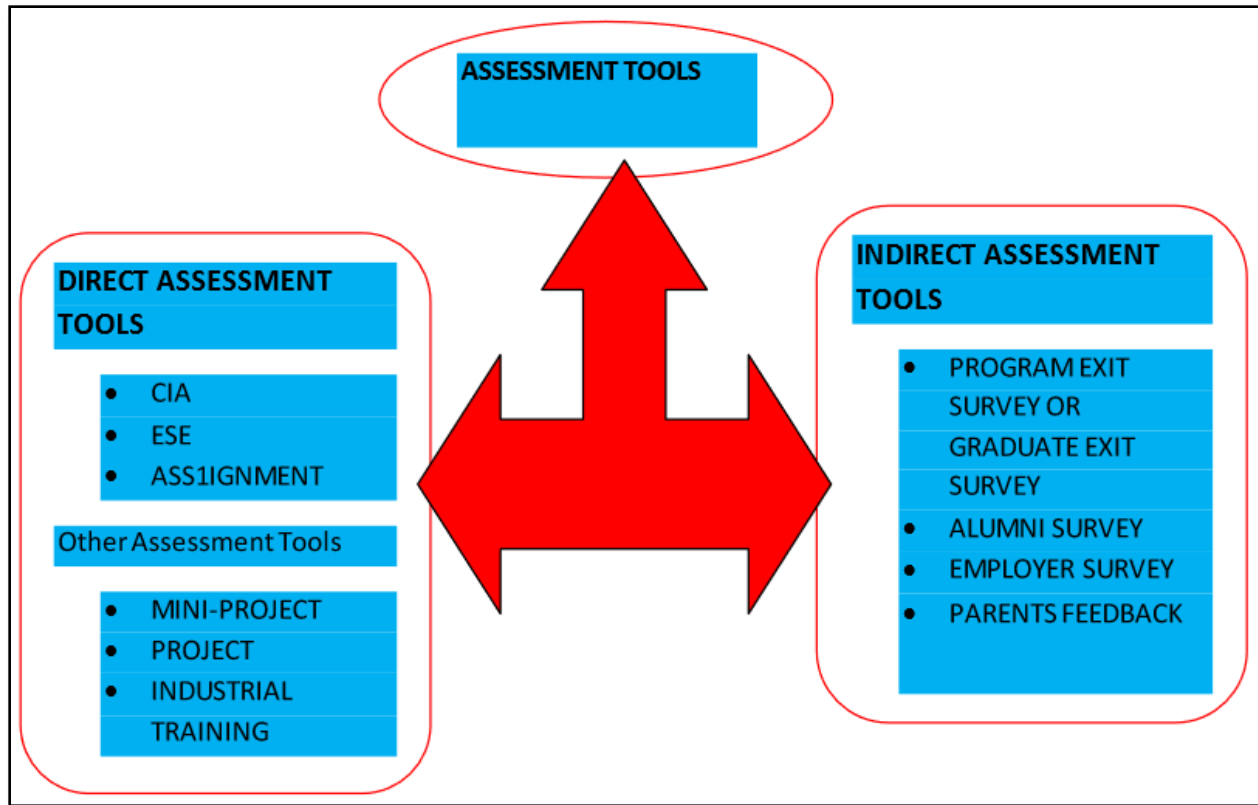 ASSESSMENT TOOLS
DIRECT ASSESSMENT
TOOLS
• CIA
• ESE
• ASS1IGNMENT
Other Assessment Tools
• MINI-PROJECT
• PROJECT
• INDUSTRIAL
TRAINING
INDIRECT ASSESSMENT
TOOLS
• PROGRAM EXIT
SURVEY OR
GRADUATE EXIT
SURVEY
• ALUMNI SURVEY
• EMPLOYER SURVEY
• PARENTS FEEDBACK